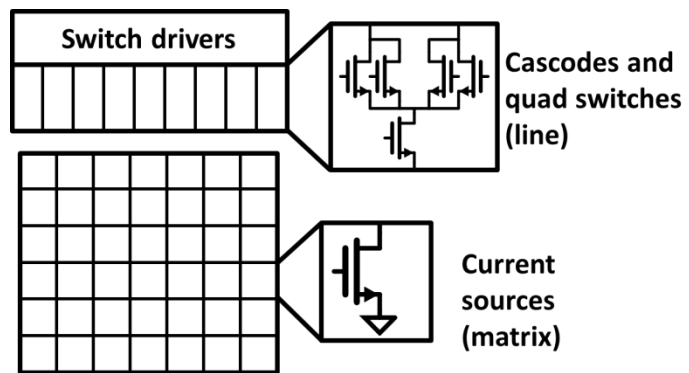 Switch drivers
Cascodes and
quad switches
(line)
Current
sources
(matrix)